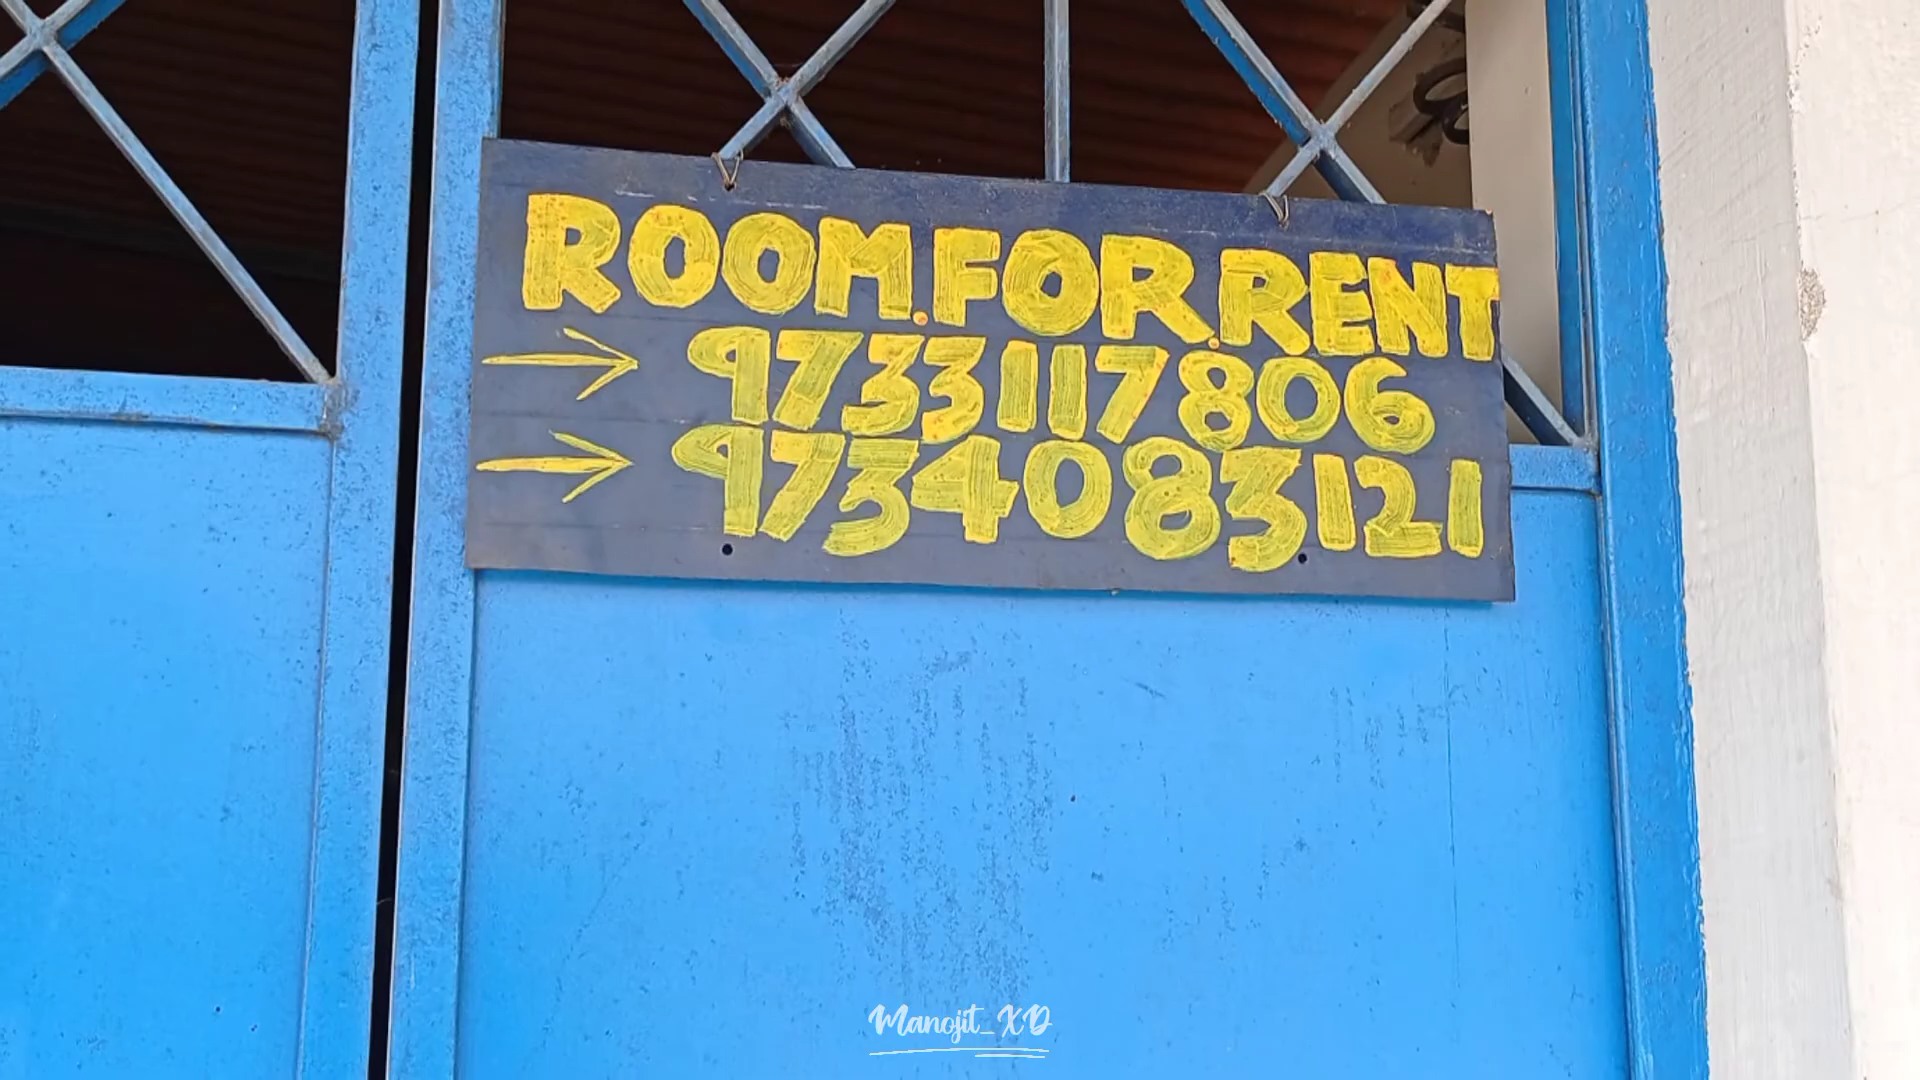 ROOM.FOR.RENT
→ 9733117806
→ 9734083121
Manojit_XD